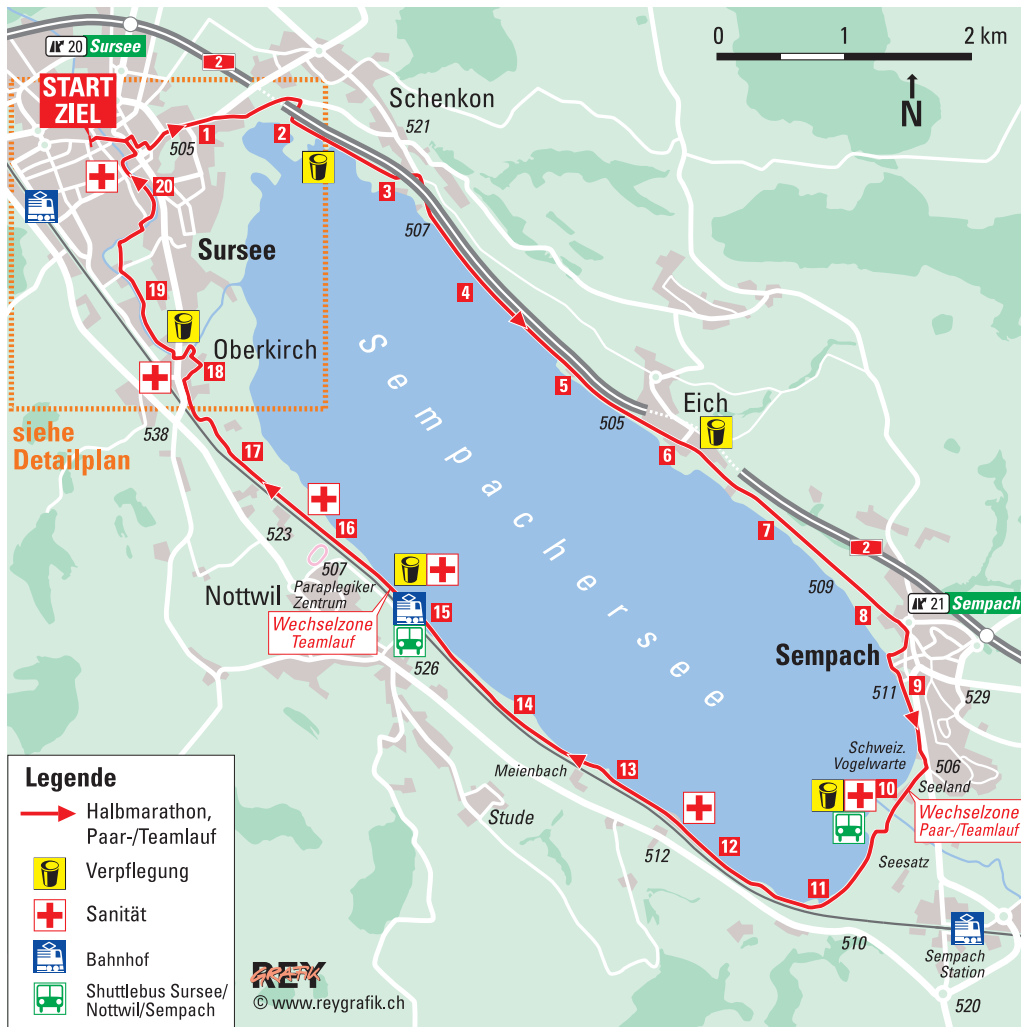 20 Sursee
2
START
ZIEL
0 1 2 km
N
Schenkon
521
1
2
505
3
20
507
Sursee
4
19
Oberkirch
18
5
Eich
505
6
siehe
Detailplan
538
17
7
2
16
523
509
507
8
21 Sempach
Nottwil
Paraplegiker
Zentrum
Wechselzone
Teamlauf
15
Sempachersee
Sempach
526
511
9
529
14
Schweiz.
Vogelwarte
506
Meienbach
13
10
Seeland
Wechselzone
Paar-/Teamlauf
Stude
512
12
Seesatz
11
510
Sempach
Station
520
Legende
Halbmarathon,
Paar-/Teamlauf
Verpflegung
Sanität
Bahnhof
Shuttlebus Sursee/
Nottwil/Sempach
REY
GRAFIK
© www.reygrafik.ch